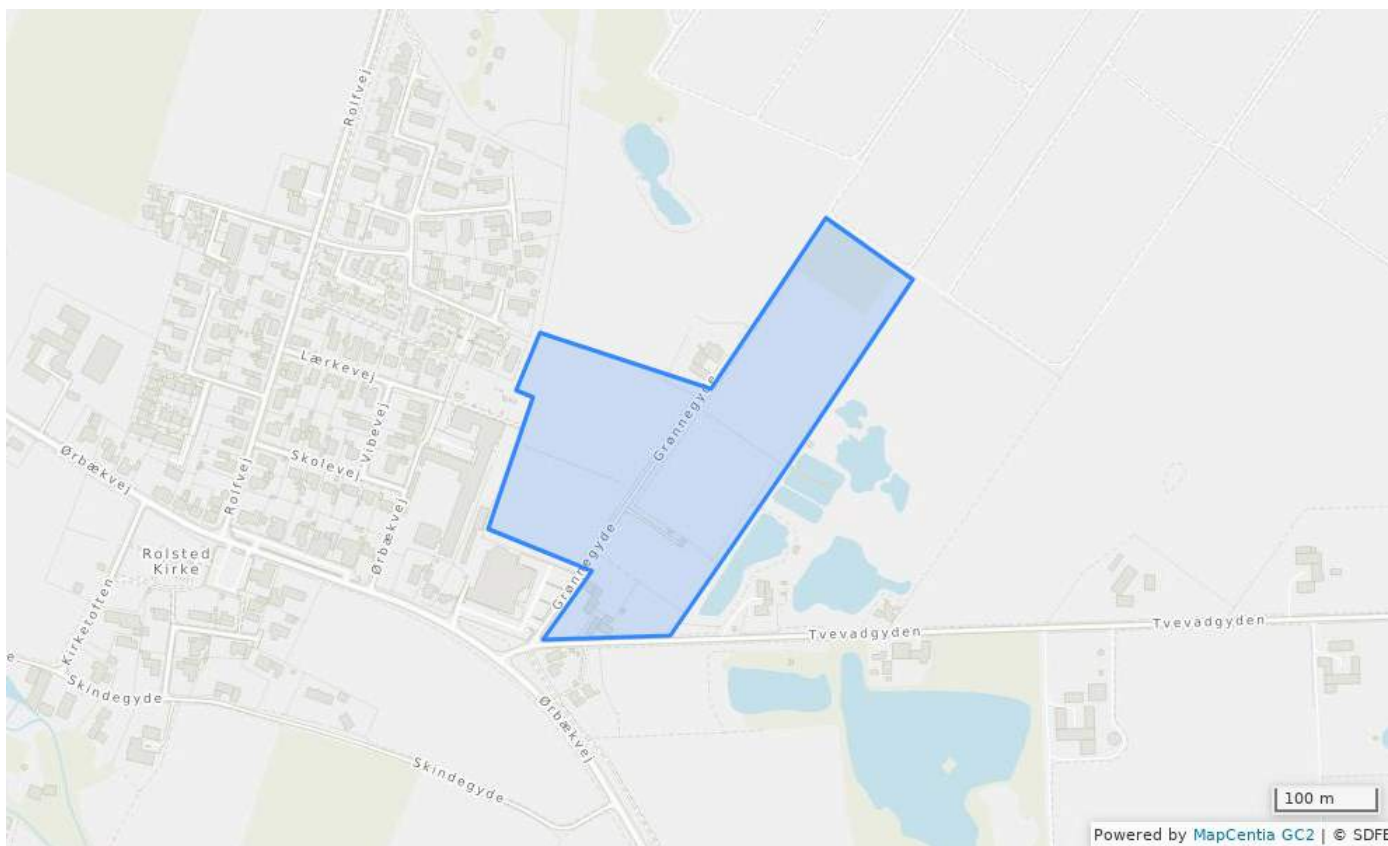 Rolfvej
Lærkevej
Vibevej
Grønnegyde
Skolevej
Ørbækvej
Rolfvej
Ørbækvej
Grønnegyde
Rolsted
Kirke
Kirketoften
Tvevadgyden
Tvevadgyden
Skindegyde
Ørbækvej
Skindegyde
100 m
Powered by MapCentia GC2 | © SDFE